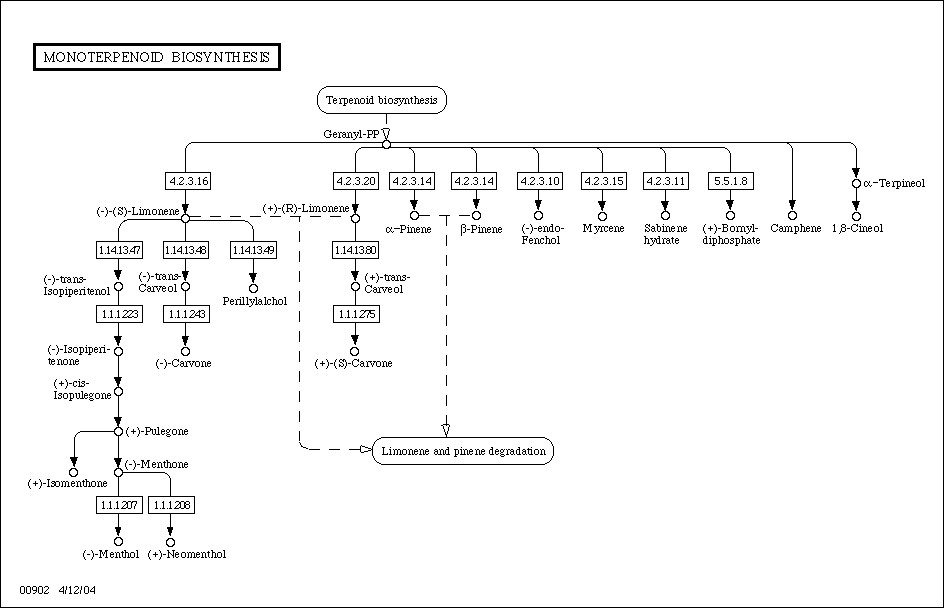 MONOTERPENOID BIOSYNTHESIS
Terpenoid biosynthesis
Geranyl-PP
4.2.3.16
4.2.3.20
4.2.3.14
4.2.3.14
4.2.3.10
4.2.3.15
4.2.3.11
5.5.1.8
α-Terpineol
(-)-(S)-Limonene
(+)-(R)-Limonene
α-Pinene
β-Pinene
(-)-endo-
Fenchol
Myrcene
Sabinene
hydrate
(+)-Bornyl-
diphosphate
Camphene
1,8-Cineol
1.14.13.47
1.14.13.48
1.14.13.49
1.14.13.80
(-)-trans-
Isopiperitenol
(-)-trans-
Carveol
Perillylalchol
(+)-trans-
Carveol
1.1.1.223
1.1.1.243
1.1.1.275
(-)-Isopiperi-
tenone
(-)-Carvone
(+)-(S)-Carvone
(+)-cis-
Isopulegone
(+)-Pulegone
Limonene and pinene degradation
(-)-Menthone
(+)-Isomenthone
1.1.1.207
1.1.1.208
(-)-Menthol
(+)-Neomenthol
00902 4/12/04